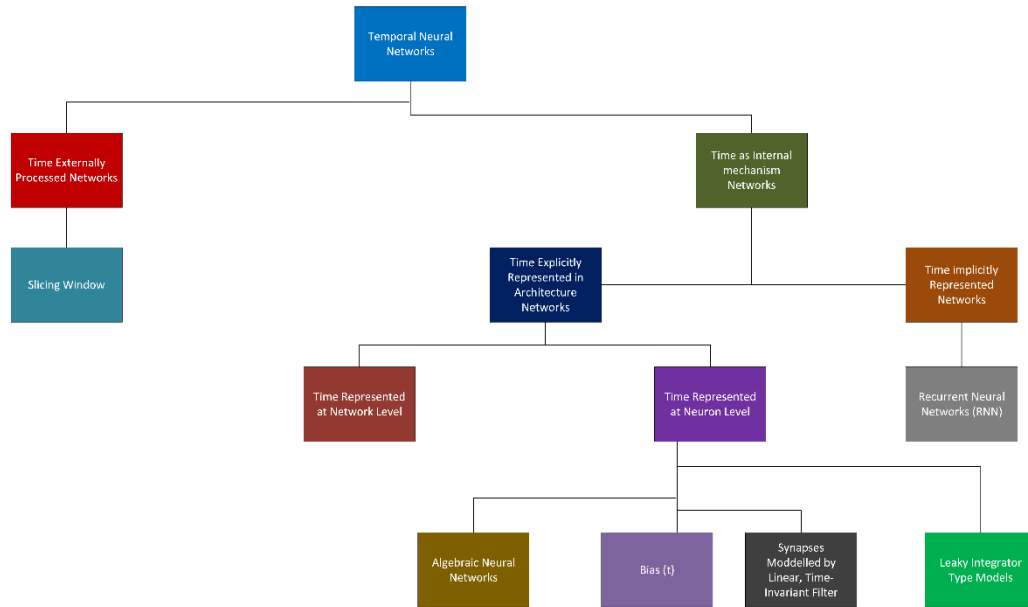 Temporal Neural
Networks
Time Externally
Processed Networks
Time as Internal
mechanism
Networks
Slicing Window
Time Explicitly
Represented in
Architecture
Networks
Time implicitly
Represented
Networks
Time Represented
at Network Level
Time Represented
at Neuron Level
Recurrent Neural
Networks (RNN)
Algebraic Neural
Networks
Bias (t}
Synapses
Moddelled by
Linear, Time-
Invariant Filter
Leaky Integrator
Type Models